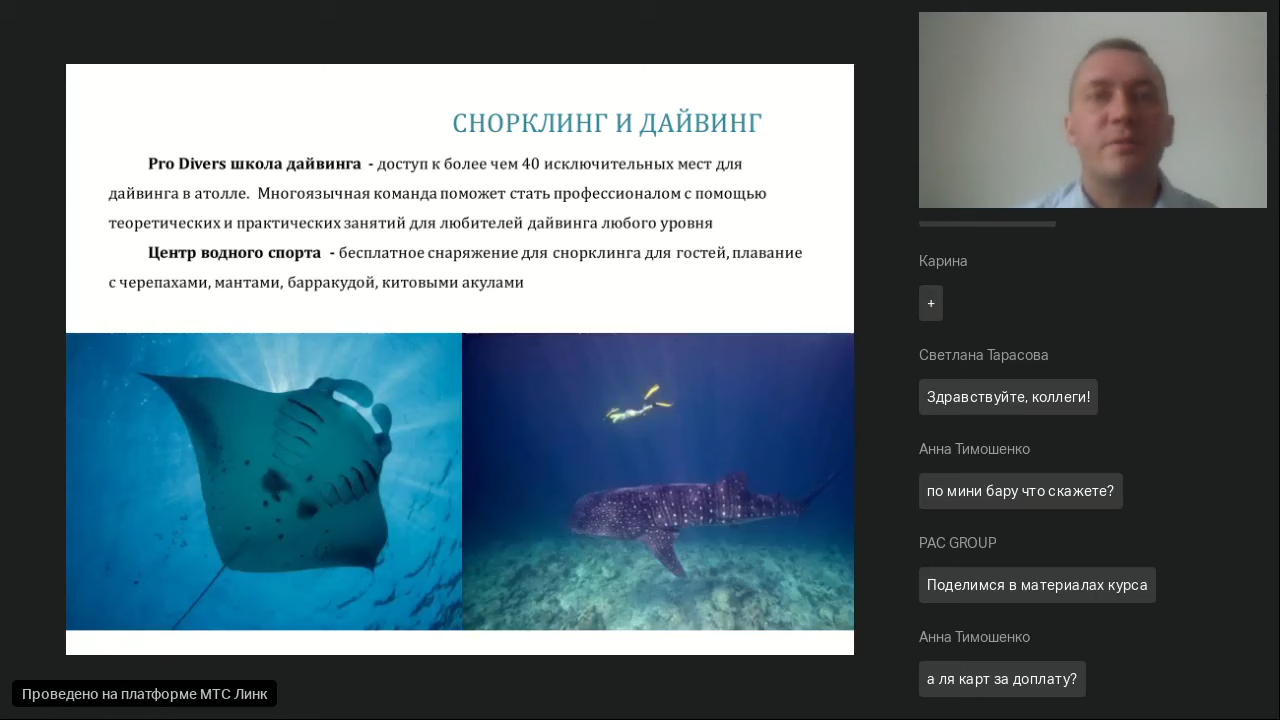 СНОРКЛИНГ И ДАЙВИНГ
Pro Divers школа дайвинга - доступ к более чем 40 исключительных мест для
дайвинга в атолле. Многоязычная команда поможет стать профессионалом с помощью
теоретических и практических занятий для любителей дайвинга любого уровня
Центр водного спорта - бесплатное снаряжение для снорклинга для гостей, плавание
с черепахами, мантами, барракудой, китовыми акулами
Карина
+
Светлана Тарасова
Здравствуйте, коллеги!
Анна Тимошенко
по мини бару что скажете?
PAC GROUP
Поделимся в материалах курса
Анна Тимошенко
а ля карт за доплату?
Проведено на платформе МТС Линк